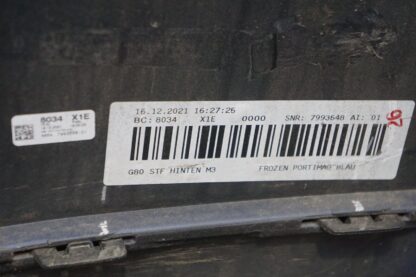 8034 X1E
16.12.2021 16:27:26
BC: 8034 X1E 0000 SNR: 7993648 AI: 01
97
G80 STF HINTEN M3 FROZEN PORTIMAO BLAU